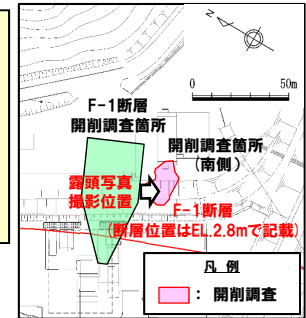 N
0
50m
F-1断層
開削調査箇所
開削調査箇所
(南側)
露頭写真
撮影位置
F-1断層
(断層位置はEL.2.8mで記載)
凡 例
：開削調査